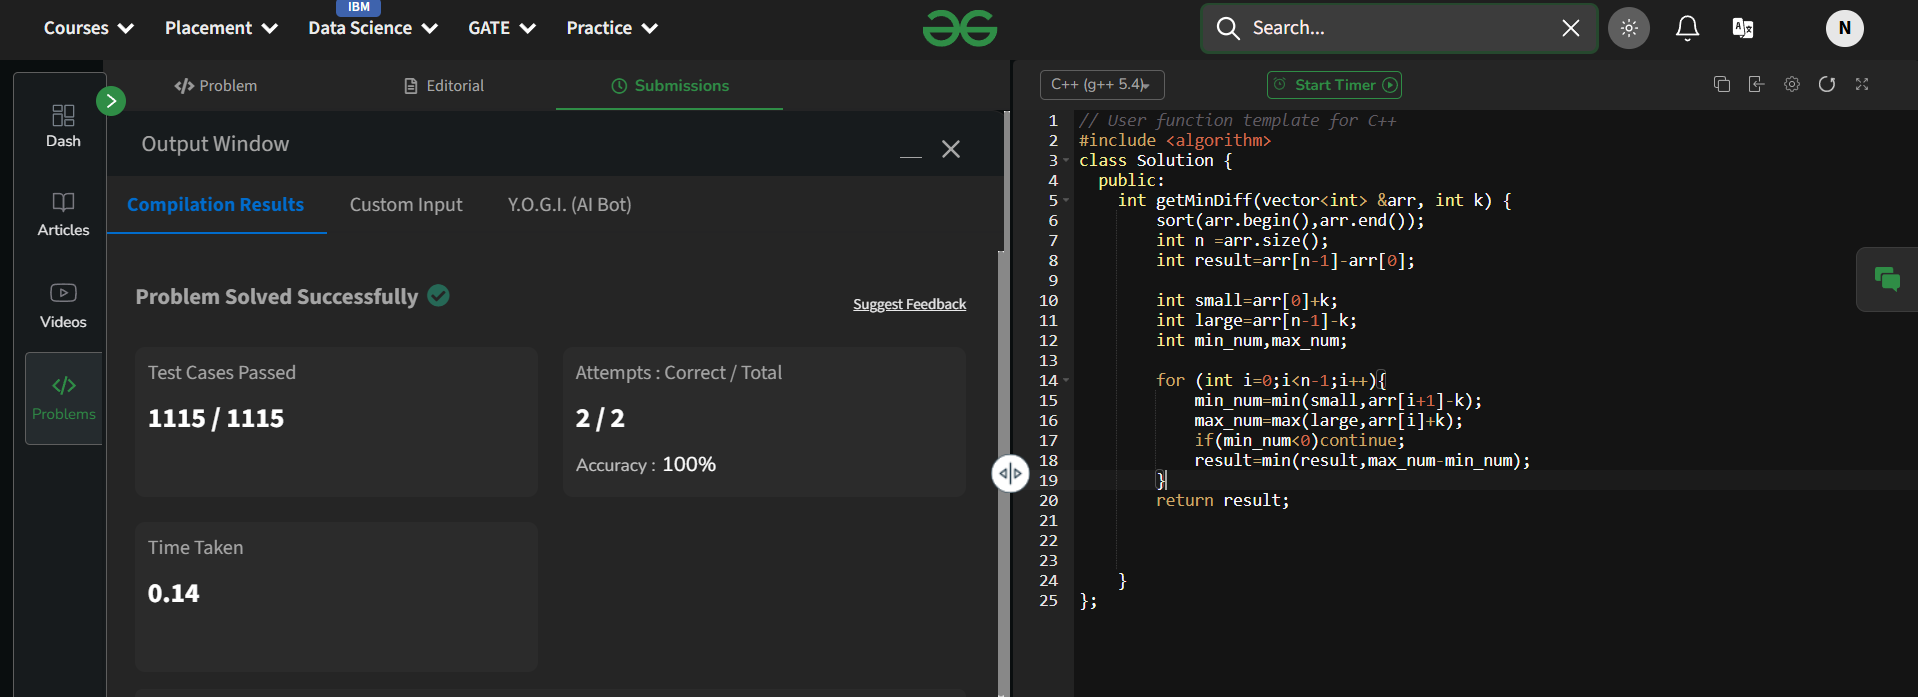 IBM
Courses Placement Data Science GATE Practice Search... N
Problem Editorial Submissions
C++ (g++ 5.4) Start Timer
Dash
Articles
Videos
Problems
Output Window
Compilation Results Custom Input Y.O.G.I. (AI Bot)
Problem Solved Successfully
Suggest Feedback
Test Cases Passed
1115 / 1115
Attempts : Correct / Total
2 / 2
Accuracy : 100%
Time Taken
0.14
1 // User function template for C++
2 #include <algorithm>
3 class Solution {
4   public:
5     int getMinDiff(vector<int> &arr, int k) {
6         sort(arr.begin(),arr.end());
7         int n =arr.size();
8         int result=arr[n-1]-arr[0];
9
10         int small=arr[0]+k;
11         int large=arr[n-1]-k;
12         int min_num,max_num;
13
14         for (int i=0;i<n-1;i++){
15             min_num=min(small,arr[i+1]-k);
16             max_num=max(large,arr[i]+k);
17             if(min_num<0)continue;
18             result=min(result,max_num-min_num);
19         }
20         return result;
21
22
23
24     }
25 };